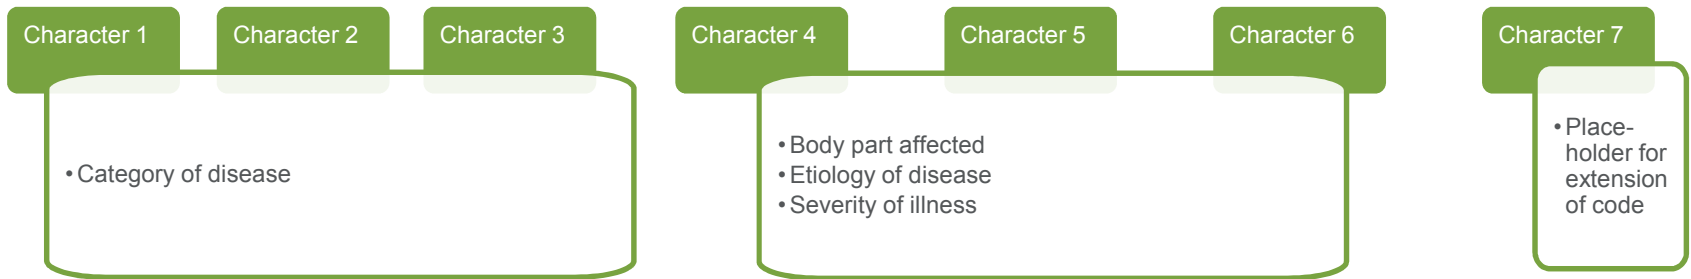 Character 1
Character 2
Character 3
Character 4
Character 5
Character 6
Character 7
• Category of disease
• Body part affected
• Etiology of disease
• Severity of illness
• Place-
holder for
extension
of code